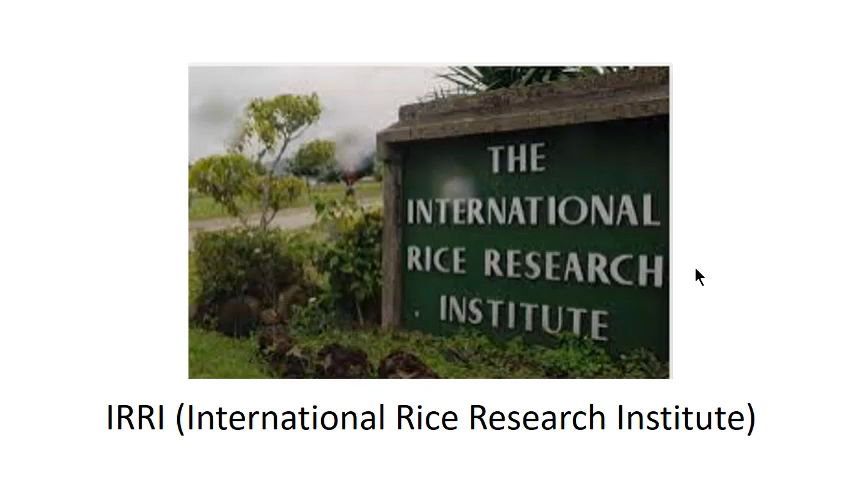 THE
INTERNATIONAL
RICE RESEARCH
INSTITUTE
IRRI (International Rice Research Institute)